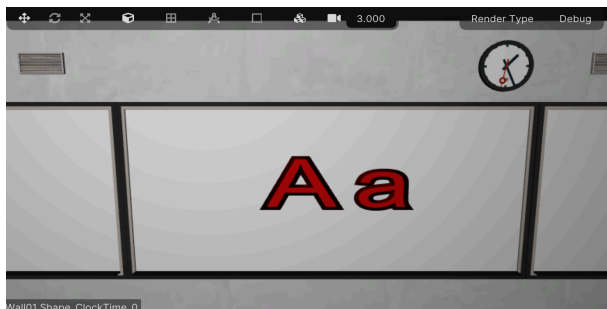 3.000
Render Type
Debug
Aa
Wall01 Shape, ClockTime, 0